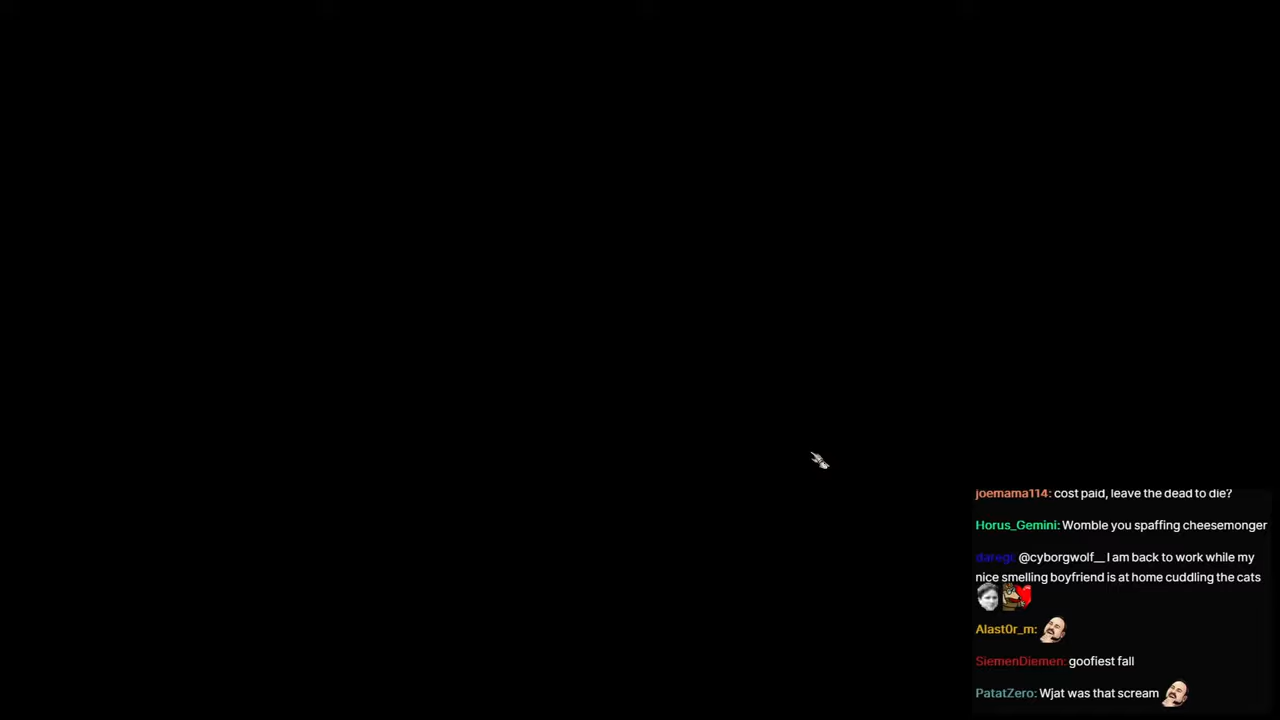 joemama114: cost paid, leave the dead to die?
Horus_Gemini: Womble you spaffing cheesemonger
daregi: @cyborgwolf__ I am back to work while my
nice smelling boyfriend is at home cuddling the cats
Alast0r_m:
SiemenDiemen: goofiest fall
PatatZero: Wjat was that scream